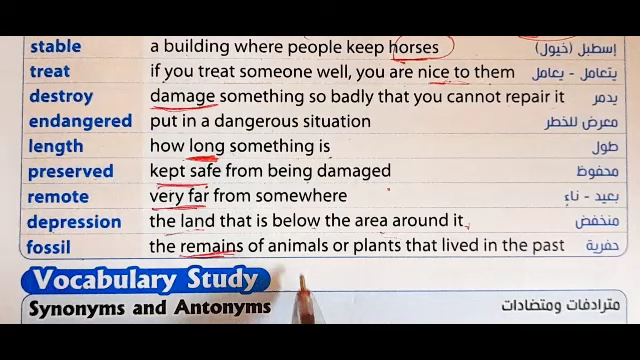 stable a building where people keep horses إسطبل (خيول)
treat if you treat someone well, you are nice to them يتعامل - يعامل
destroy damage something so badly that you cannot repair it يدمر
endangered put in a dangerous situation معرض للخطر
length how long something is طول
preserved kept safe from being damaged محفوظ
remote very far from somewhere بعيد - ناءٍ
depression the land that is below the area around it منخفض
fossil the remains of animals or plants that lived in the past حفرية
Vocabulary Study
Synonyms and Antonyms مترادفات ومتضادات